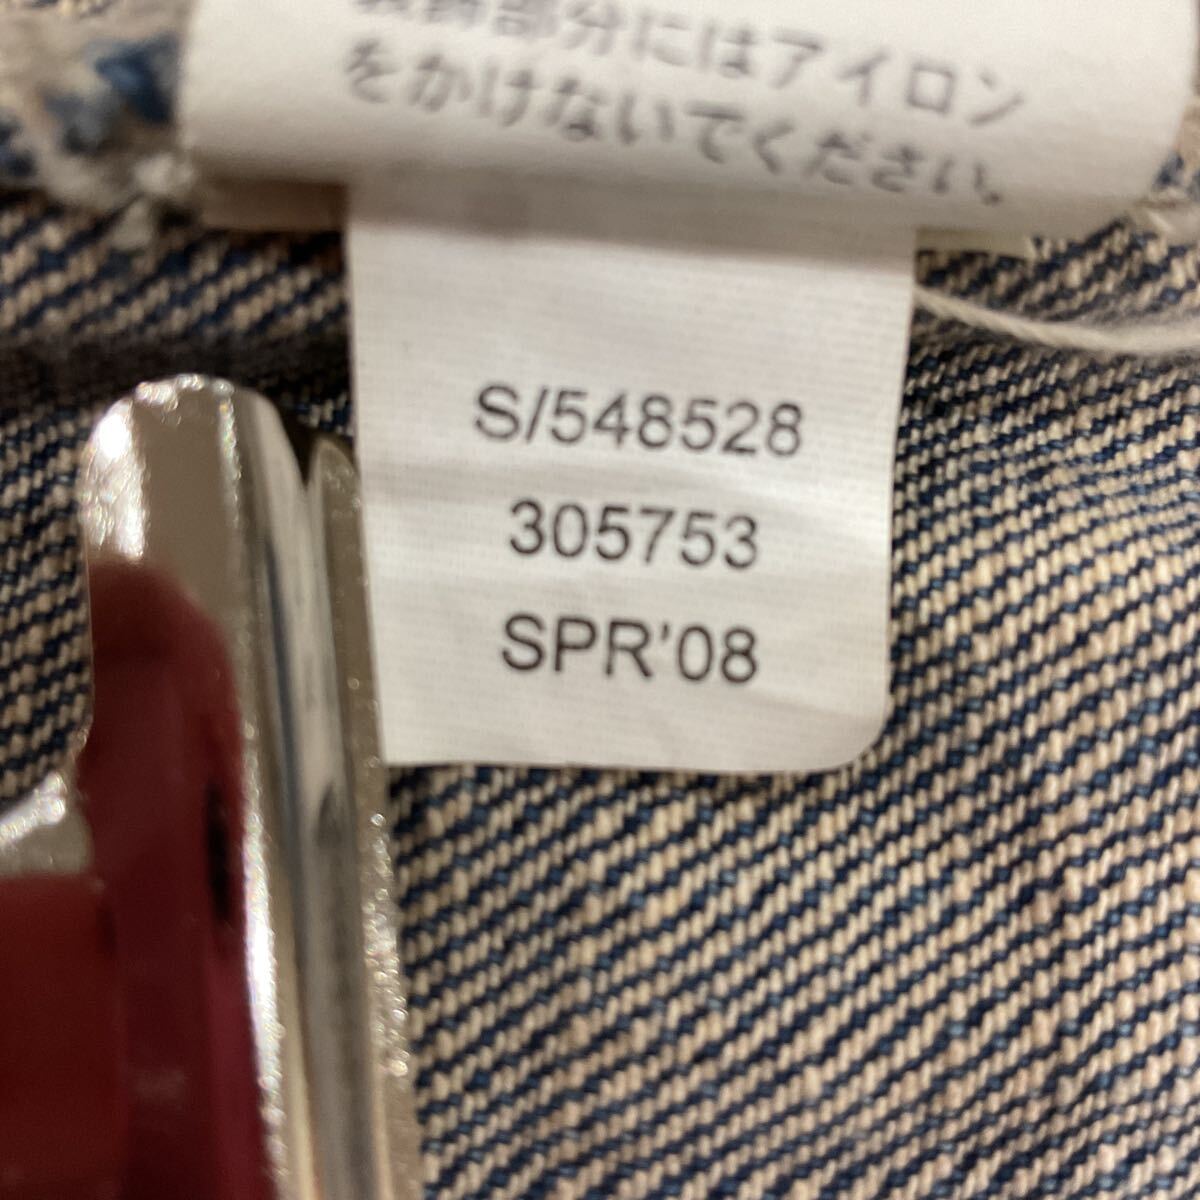 装飾部分にはアイロン
をかけないでください。
S/548528
305753
SPR'08